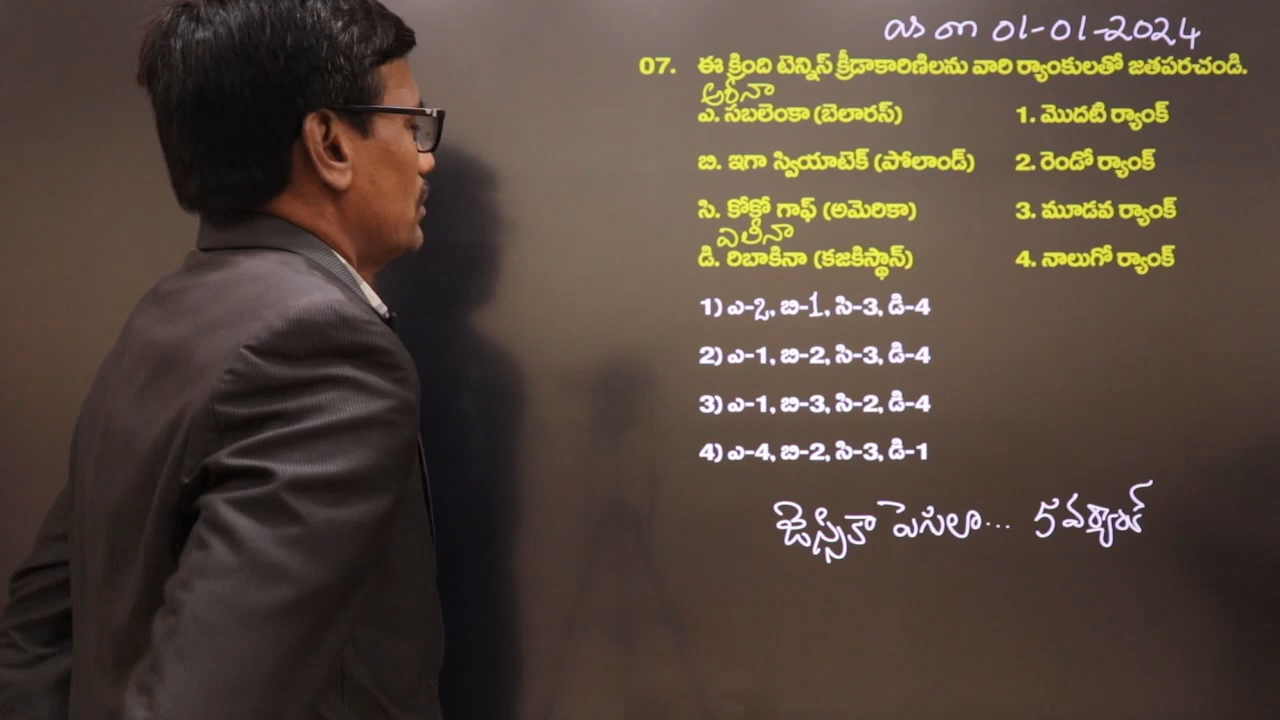 as on 01-01-2024
07. ఈ క్రింది టెన్నిస్ క్రీడాకారిణిలను వారి ర్యాంకులతో జతపరచండి.
అరీనా
ఎ. సబలెంకా (బెలారస్) 1. మొదటి ర్యాంక్
బి. ఇగా స్వియాటెక్ (పోలాండ్) 2. రెండో ర్యాంక్
సి. కోకో గాఫ్ (అమెరికా) 3. మూడవ ర్యాంక్
ఎలీనా
డి. రిబాకినా (కజకిస్థాన్) 4. నాలుగో ర్యాంక్
1) ఎ-2, బి-1, సి-3, డి-4
2) ఎ-1, బి-2, సి-3, డి-4
3) ఎ-1, బి-3, సి-2, డి-4
4) ఎ-4, బి-2, సి-3, డి-1
జెస్సికా పెగులా... 5వ ర్యాంక్